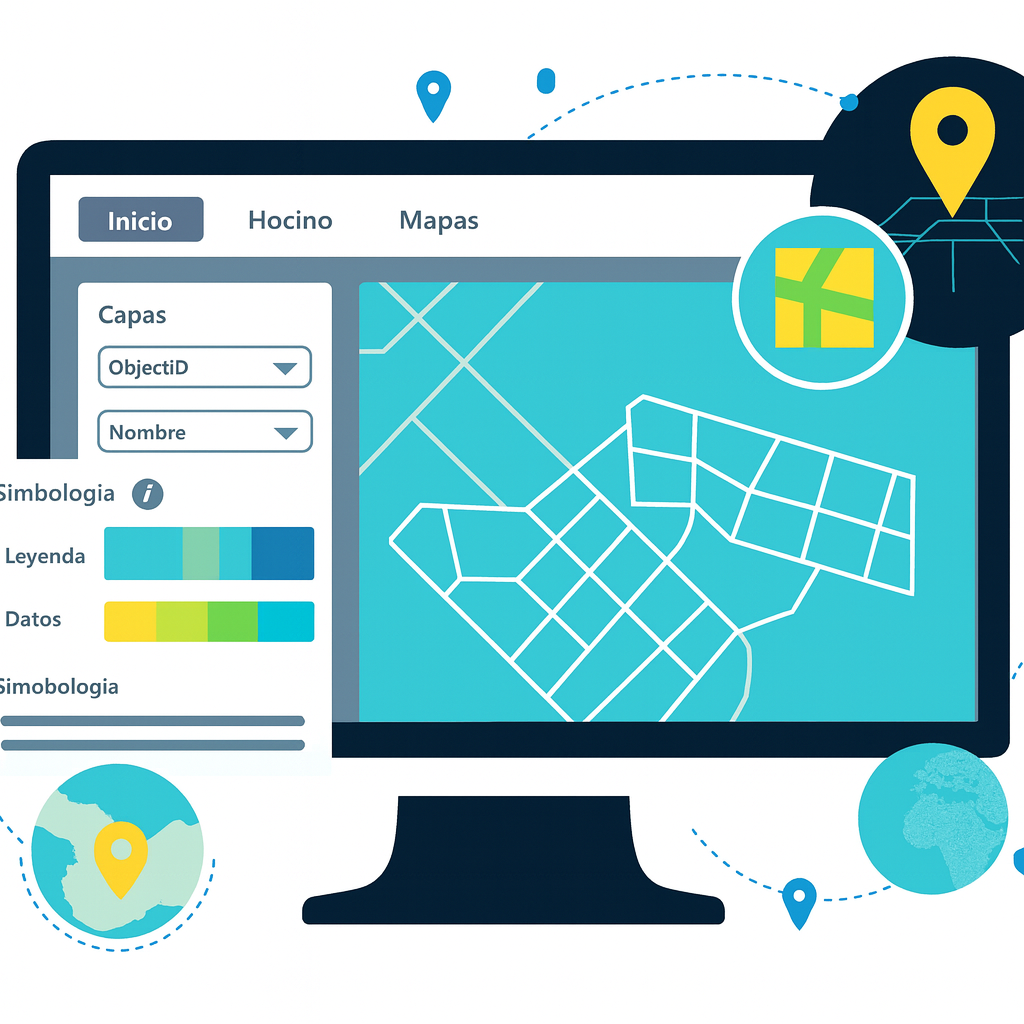 Inicio Hocino Mapas
Capas
ObjectiD
Nombre
Simbologia i
Leyenda
Datos
Simobologia